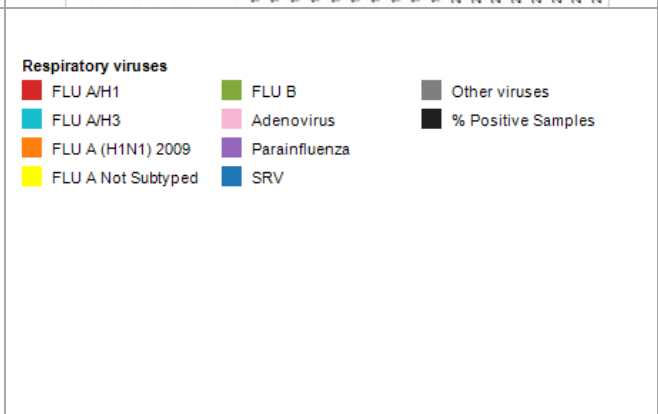 Respiratory viruses
FLU A/H1
FLU A/H3
FLU A (H1N1) 2009
FLU A Not Subtyped
FLU B
Adenovirus
Parainfluenza
SRV
Other viruses
% Positive Samples